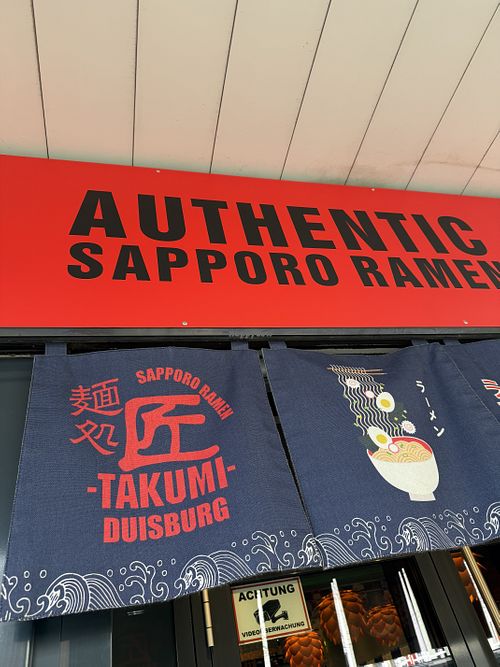 AUTHENTIC
SAPPORO RAMEN
SAPPORO RAMEN
麺処
匠
-TAKUMI-
DUISBURG
ラーメン
ACHTUNG
VIDEOÜBERWACHUNG